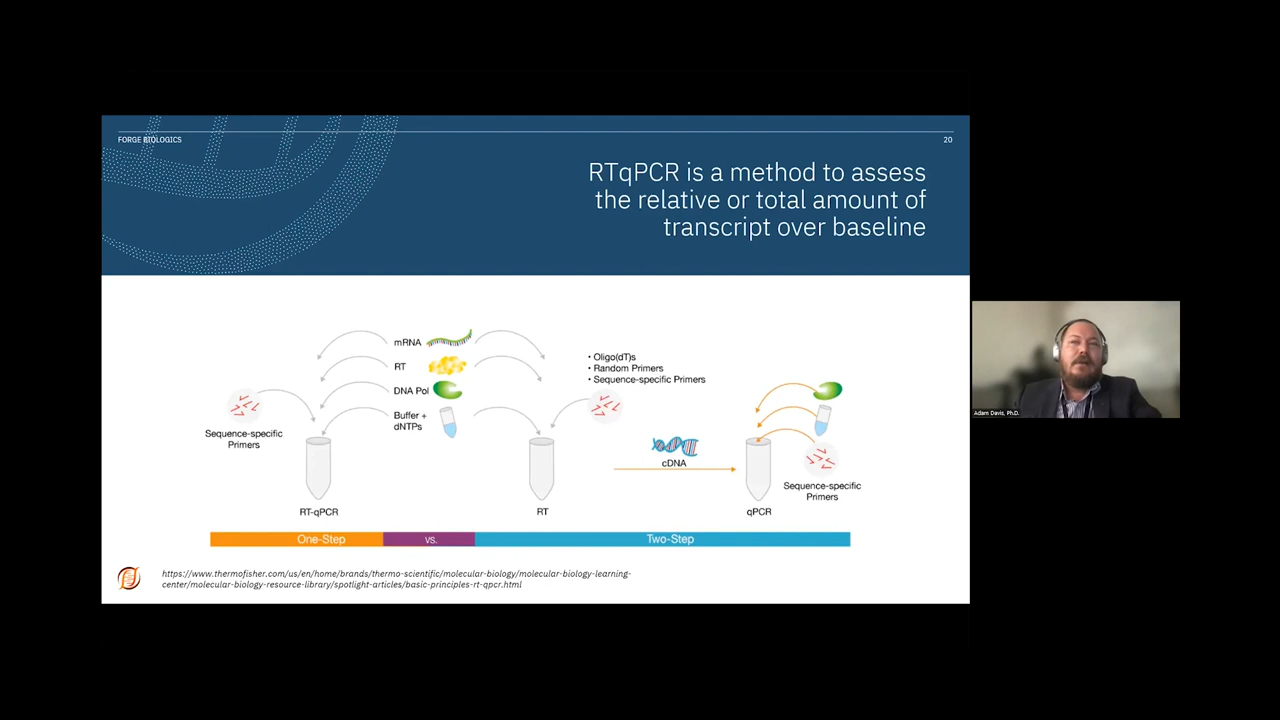 FORGE BIOLOGICS
20
RTqPCR is a method to assess
the relative or total amount of
transcript over baseline
mRNA
RT
DNA Pol
Buffer +
dNTPs
Sequence-specific
Primers
• Oligo(dT)s
• Random Primers
• Sequence-specific Primers
cDNA
Sequence-specific
Primers
RT-qPCR
RT
qPCR
One-Step
vs.
Two-Step
https://www.thermofisher.com/us/en/home/brands/thermo-scientific/molecular-biology/molecular-biology-learning-
center/molecular-biology-resource-library/spotlight-articles/basic-principles-rt-qpcr.html
Adam Davis, Ph.D.